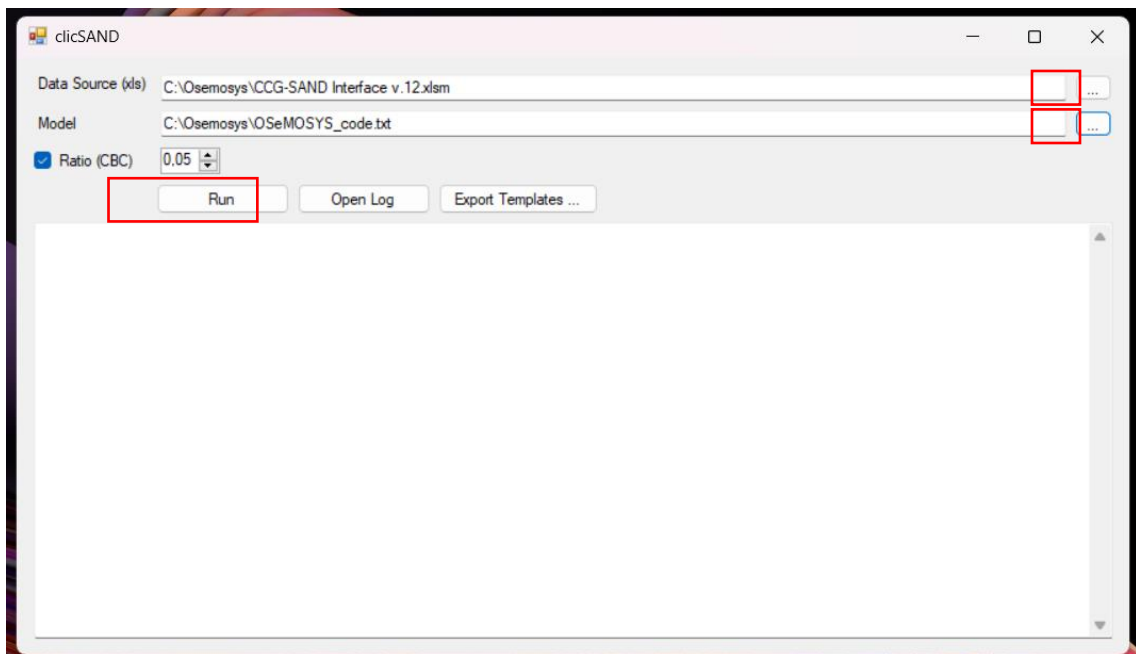 clicSAND
Data Source (xls) C:\Osemosys\CCG-SAND Interface v.12.xlsm ...
Model C:\Osemosys\OSeMOSYS_code.txt ...
Ratio (CBC) 0,05
Run Open Log Export Templates ...